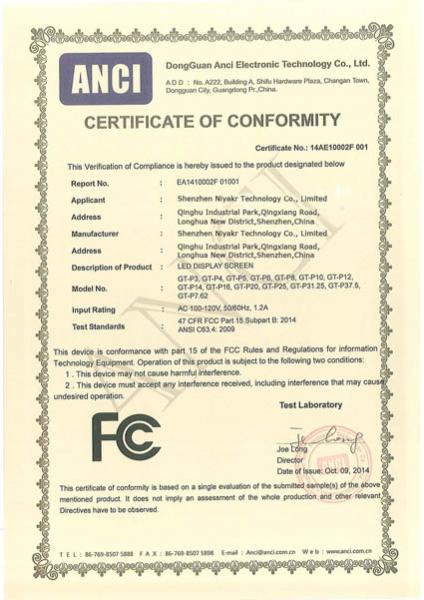 ANCI
DongGuan Anci Electronic Technology Co., Ltd.
ADD : No. A222, Building A, Shifu Hardware Plaza, Changan Town,
Dongguan City, Guangdong Pr.,China.
CERTIFICATE OF CONFORMITY
Certificate No.: 14AE10002F 001
This Verification of Compliance is hereby issued to the product designated below
Report No. : EA1410002F 01001
Applicant : Shenzhen Niyakr Technology Co., Limited
Address : Qinghu Industrial Park,Qingxiang Road,
Longhua New District,Shenzhen,China
Manufacturer : Shenzhen Niyakr Technology Co., Limited
Address : Qinghu Industrial Park,Qingxiang Road,
Longhua New District,Shenzhen,China
Description of Product : LED DISPLAY SCREEN
Model No. : GT-P3, GT-P4, GT-P5, GT-P6, GT-P8, GT-P10, GT-P12,
GT-P14, GT-P16, GT-P20, GT-P25, GT-P31.25, GT-P37.5,
GT-P7.62
Input Rating : AC 100-120V, 50/60Hz, 1.2A
Test Standards : 47 CFR FCC Part 15 Subpart B: 2014
ANSI C63.4: 2009
This device is conformance with part 15 of the FCC Rules and Regulations for information
Technology Equipment. Operation of this product is subject to the following two conditions:
1 . This device may not cause harmful interference.
2 . This device must accept any interference received, including interference that may cause
undesired operation.
Test Laboratory
FCC
Joe Long
Director
Date of Issue: Oct. 09, 2014
ANCI
This certificate of conformity is based on a single evaluation of the submitted sample(s) of the above
mentioned product. It does not imply an assessment of the whole production and other relevant
Directives have to be observed.
TEL: 86-769-8507 5888 FAX: 86-769-8507 5898 E-mail : Anci@anci.com.cn Web : www.anci.com.cn